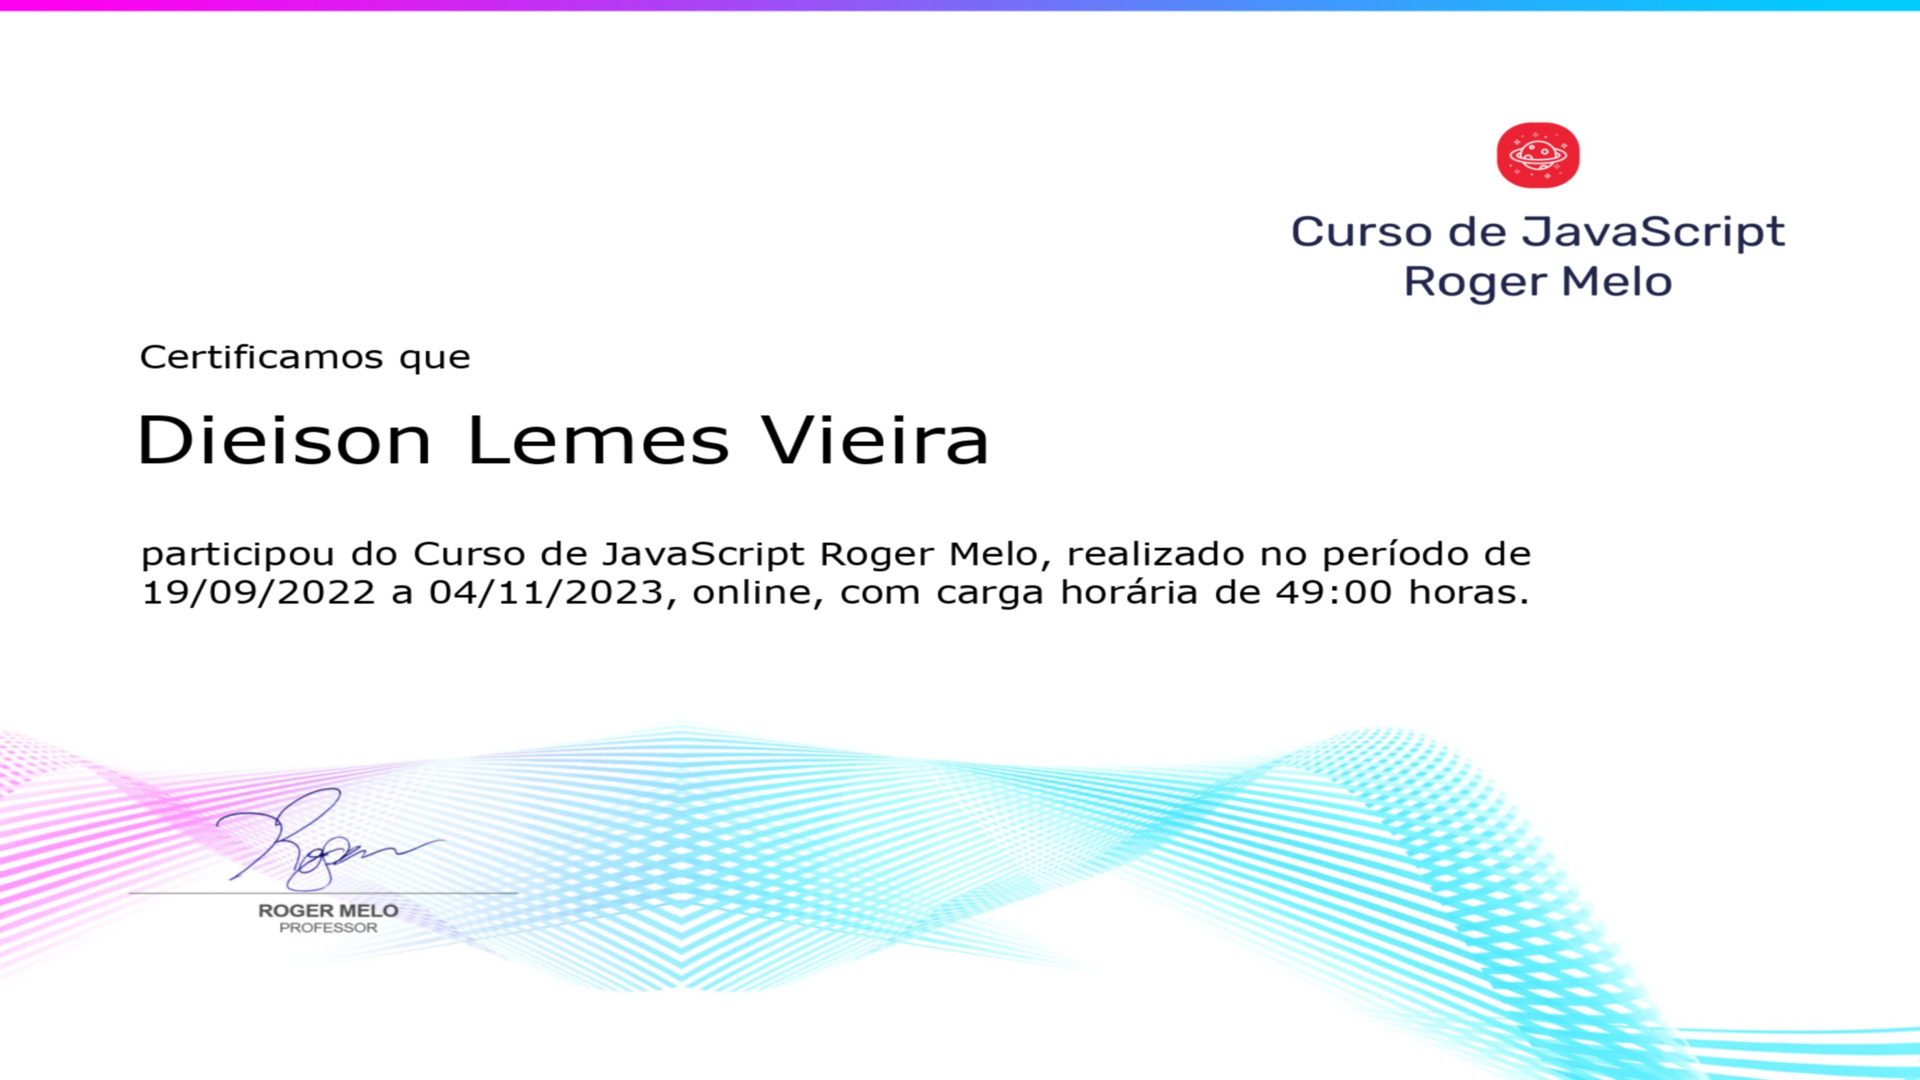 Curso de JavaScript
Roger Melo
Certificamos que
Dieison Lemes Vieira
participou do Curso de JavaScript Roger Melo, realizado no período de
19/09/2022 a 04/11/2023, online, com carga horária de 49:00 horas.
Roger
ROGER MELO
PROFESSOR